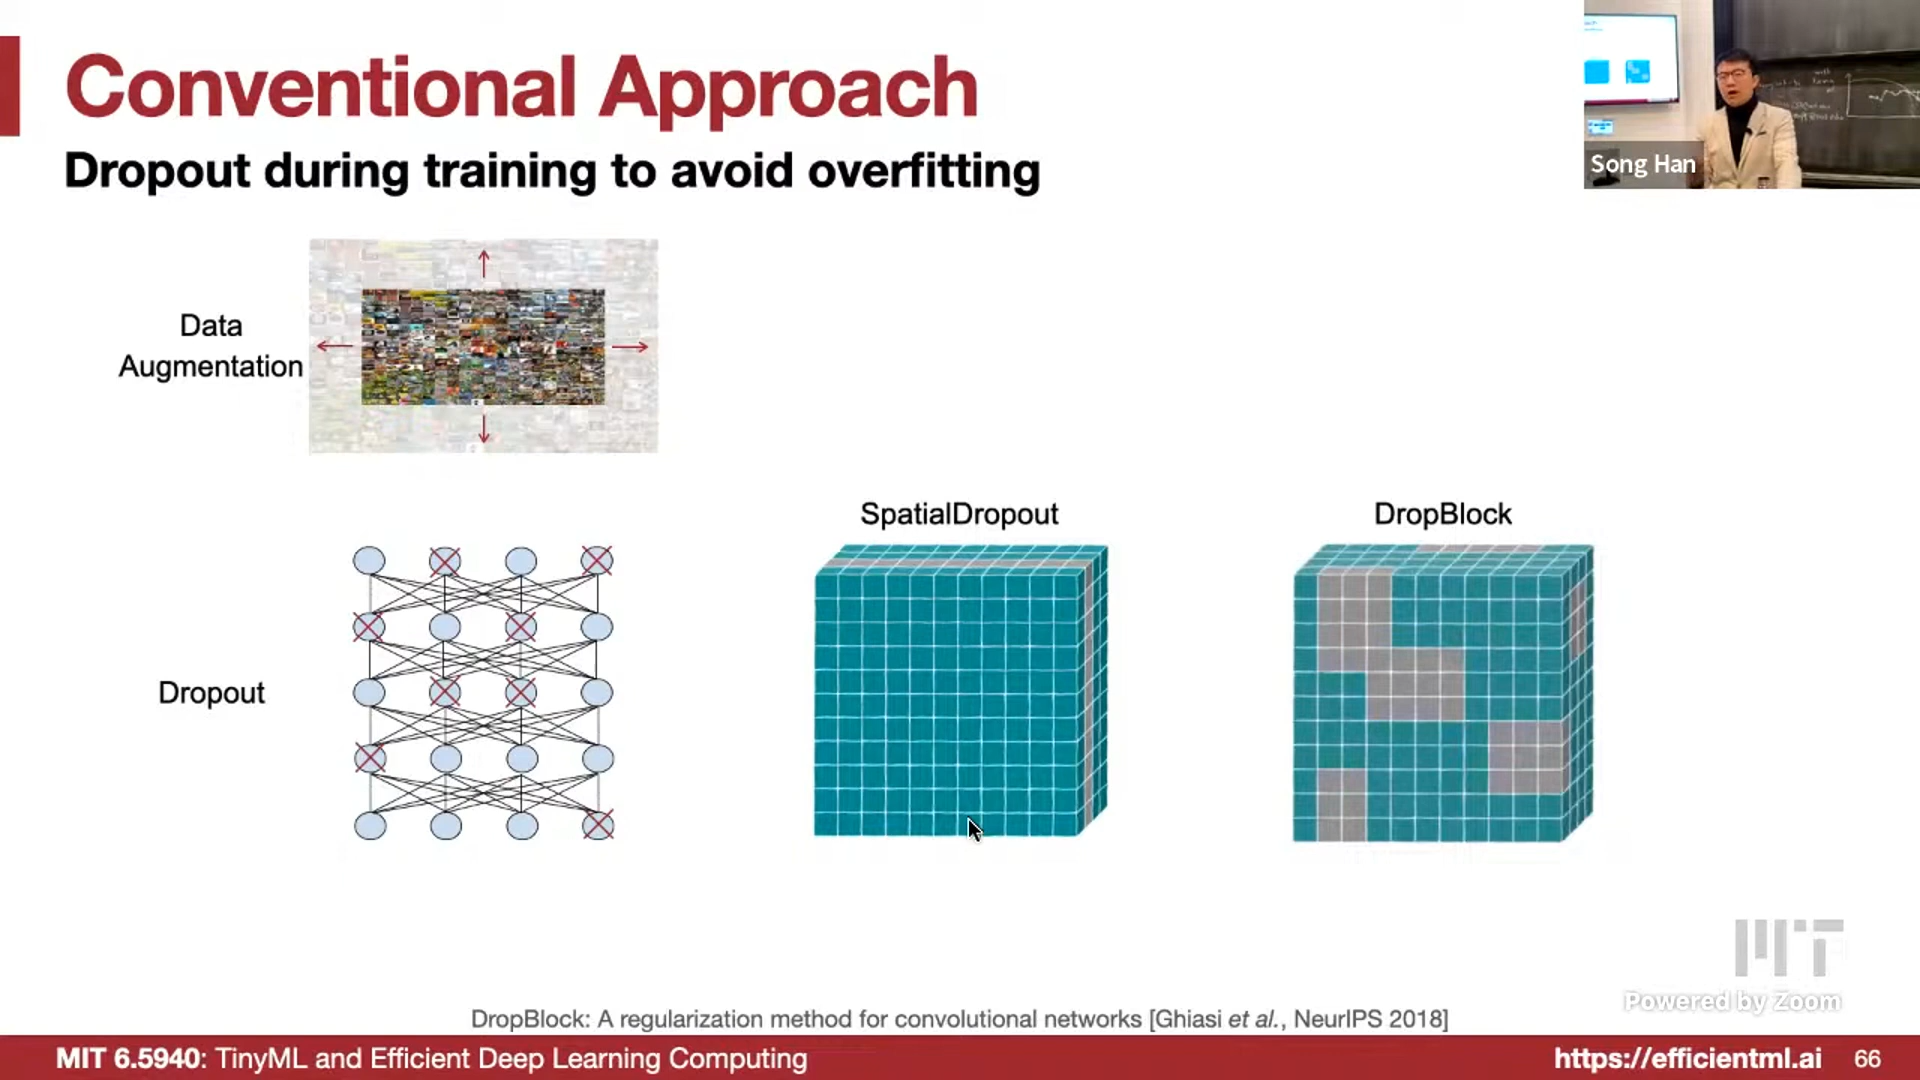 Conventional Approach
Dropout during training to avoid overfitting
Song Han
Data
Augmentation
SpatialDropout
DropBlock
Dropout
MIT
Powered by Zoom
DropBlock: A regularization method for convolutional networks [Ghiasi et al., NeurIPS 2018]
MIT 6.5940: TinyML and Efficient Deep Learning Computing
https://efficientml.ai 66